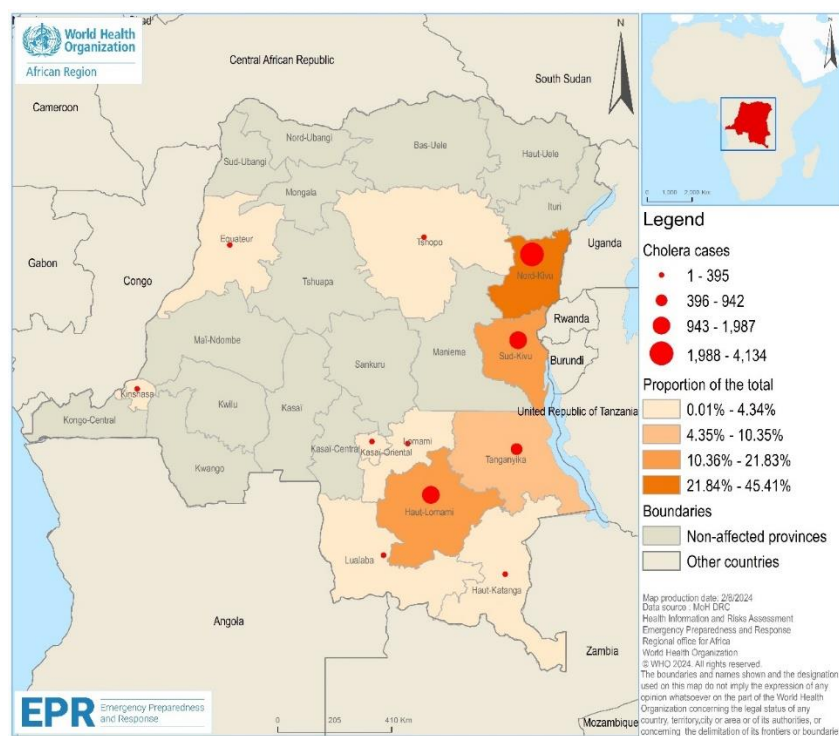 World Health
Organization
African Region
Central African Republic
South Sudan
Cameroon
Nord-Ubangi
Bas-Uele
Haut-Uele
Sud-Ubangi
Mongala
Ituri
Equateur
Tshopo
Uganda
Gabon
Congo
Nord-Kivu
Tshuapa
Rwanda
Maï-Ndombe
Sankuru
Maniema
Sud-Kivu
Burundi
Kinshasa
Kwilu
Kasai
United Republic of Tanzania
Kongo-Central
Kasai-Central
Kasai-Oriental
Lomami
Tanganyika
Kwango
Haut-Lomami
Lualaba
Haut-Katanga
Angola
Zambia
Mozambique
N
EPR
Emergency Preparedness
and Response
0 205 410 Km
N
Legend
Cholera cases
1 - 395
396 - 942
943 - 1,987
1,988 - 4,134
Proportion of the total
0.01% - 4.34%
4.35% - 10.35%
10.36% - 21.83%
21.84% - 45.41%
Boundaries
Non-affected provinces
Other countries
Map production date: 2/6/2024
Data source : MoH DRC
Health Information and Risks Assessment
Emergency Preparedness and Response
Regional office for Africa
World Health Organization
© WHO 2024. All rights reserved.
The boundaries and names shown and the designation
used on this map do not imply the expression of any
opinion whatsoever on the part of the World Health
Organization concerning the legal status of any
country, territory,city or area or of its authorities, or
concerning the delimitation of its frontiers or boundarie